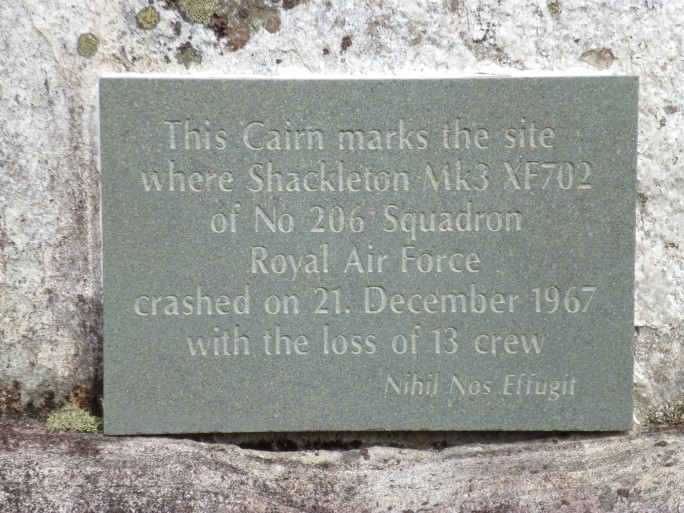 This Cairn marks the site
where Shackleton Mk3 XF702
of No 206 Squadron
Royal Air Force
crashed on 21. December 1967
with the loss of 13 crew
Nihil Nos Effugit